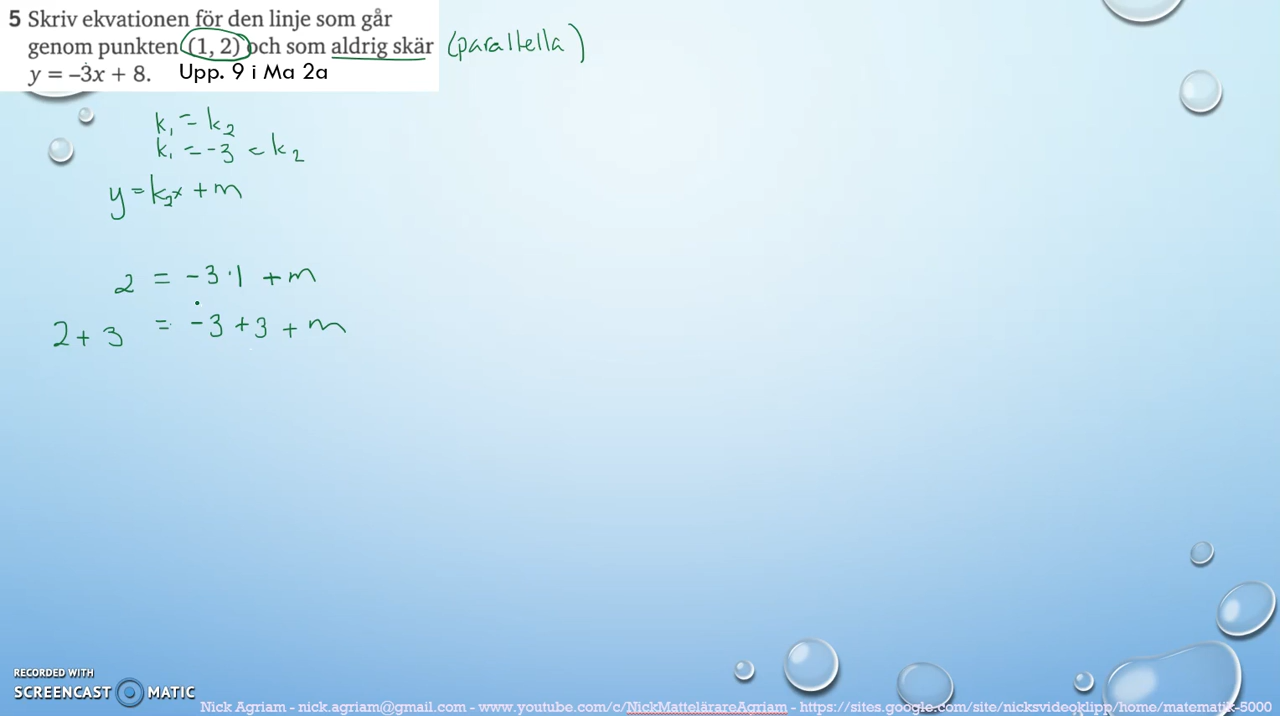 5 Skriv ekvationen för den linje som går
genom punkten (1, 2) och som aldrig skär (parallella)
y = –3x + 8. Upp. 9 i Ma 2a
k₁ = k₂
k₁ = -3 = k₂
y = k₂x + m
2 = -3·1 + m
2 + 3 = -3 + 3 + m
RECORDED WITH
SCREENCAST MATIC
Nick Agriam - nick.agriam@gmail.com - www.youtube.com/c/NickMattelärareAgriam - https://sites.google.com/site/nicksvideoklipp/home/matematik-5000